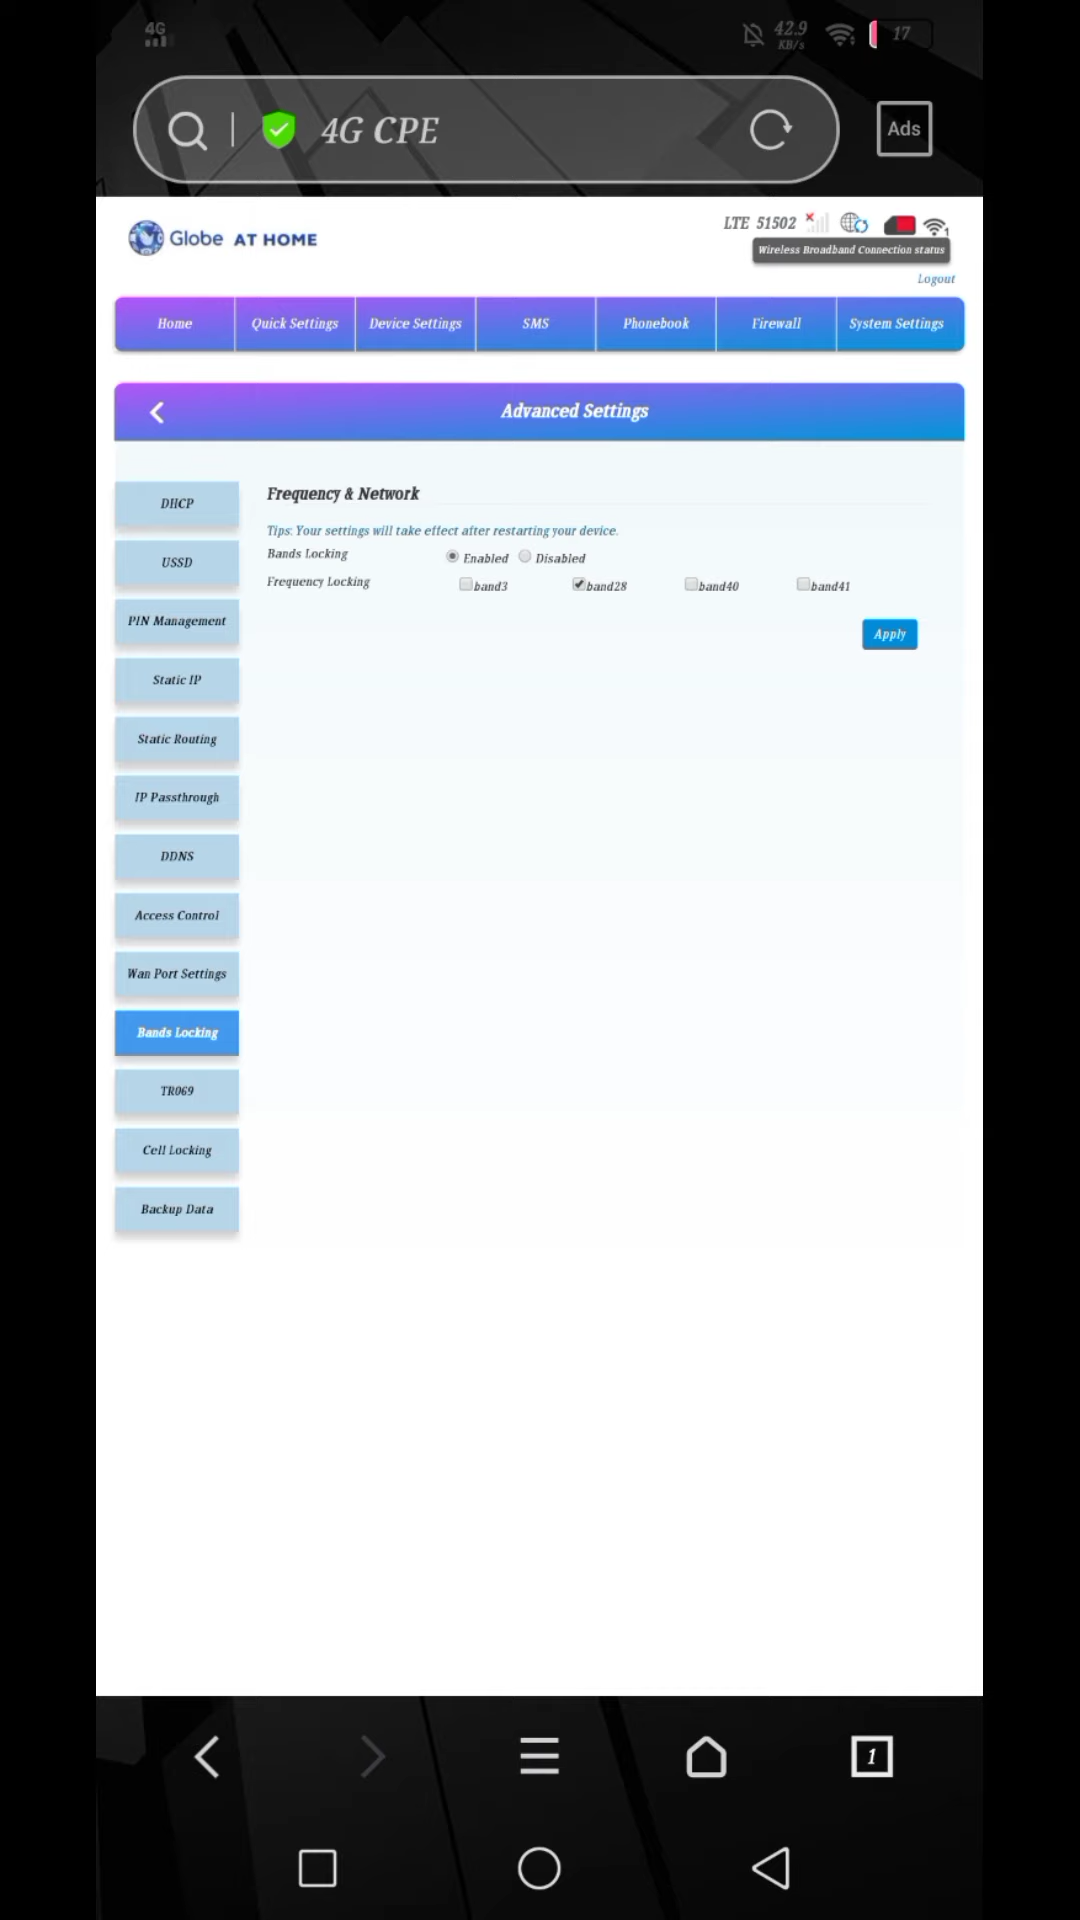 4G
42.9
KB/s
17
4G CPE
Ads
Globe AT HOME
LTE 51502
1
Wireless Broadband Connection status
Logout
Home
Quick Settings
Device Settings
SMS
Phonebook
Firewall
System Settings
Advanced Settings
DHCP
USSD
PIN Management
Static IP
Static Routing
IP Passthrough
DDNS
Access Control
Wan Port Settings
Bands Locking
TR069
Cell Locking
Backup Data
Frequency & Network
Tips: Your settings will take effect after restarting your device.
Bands Locking Enabled Disabled
Frequency Locking band3 band28 band40 band41
Apply
1